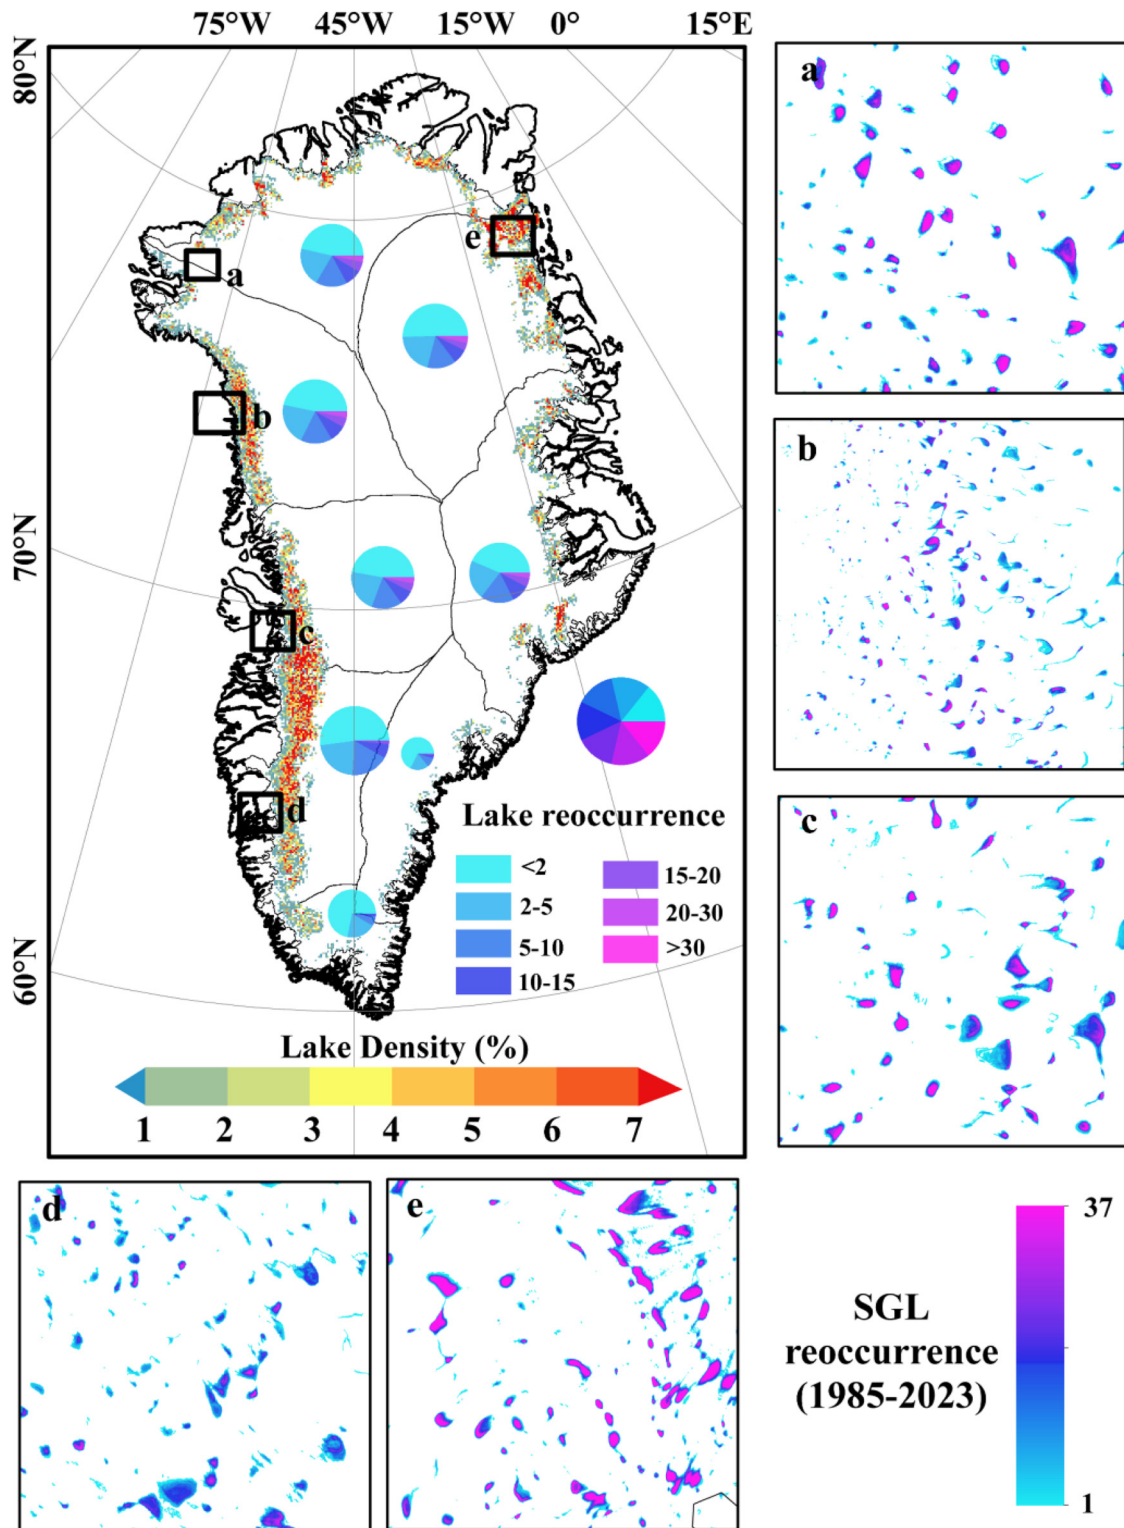 75°W 45°W 15°W 0° 15°E
80°N
70°N
60°N
a
b
c
d
e
Lake reoccurrence
<2
2-5
5-10
10-15
15-20
20-30
>30
Lake Density (%)
1 2 3 4 5 6 7
a
b
c
d
e
SGL
reoccurrence
(1985-2023)
37
1